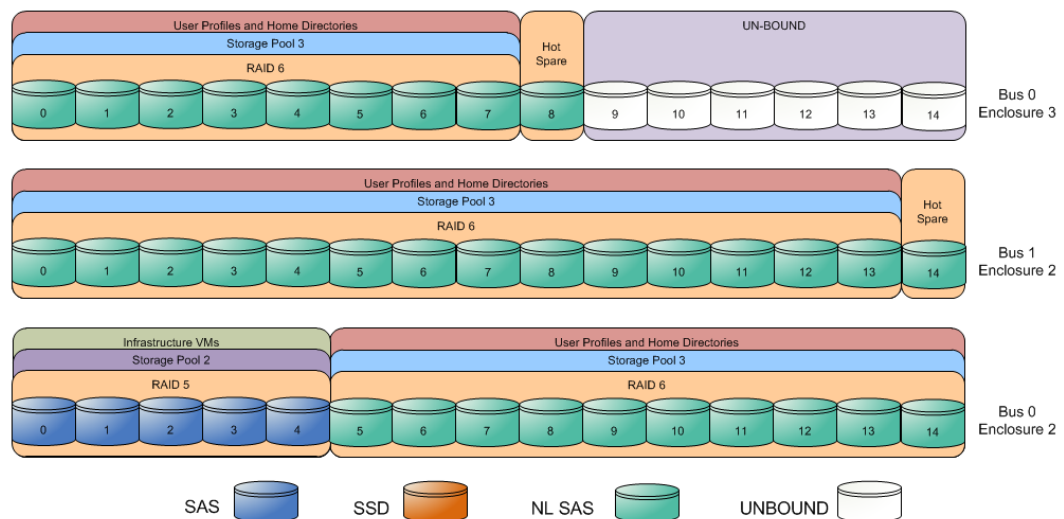 User Profiles and Home Directories
Storage Pool 3
RAID 6
Hot
Spare
UN-BOUND
0 1 2 3 4 5 6 7 8 9 10 11 12 13 14
Bus 0
Enclosure 3
User Profiles and Home Directories
Storage Pool 3
RAID 6
Hot
Spare
0 1 2 3 4 5 6 7 8 9 10 11 12 13 14
Bus 1
Enclosure 2
Infrastructure VMs
Storage Pool 2
RAID 5
User Profiles and Home Directories
Storage Pool 3
RAID 6
0 1 2 3 4 5 6 7 8 9 10 11 12 13 14
Bus 0
Enclosure 2
SAS SSD NL SAS UNBOUND